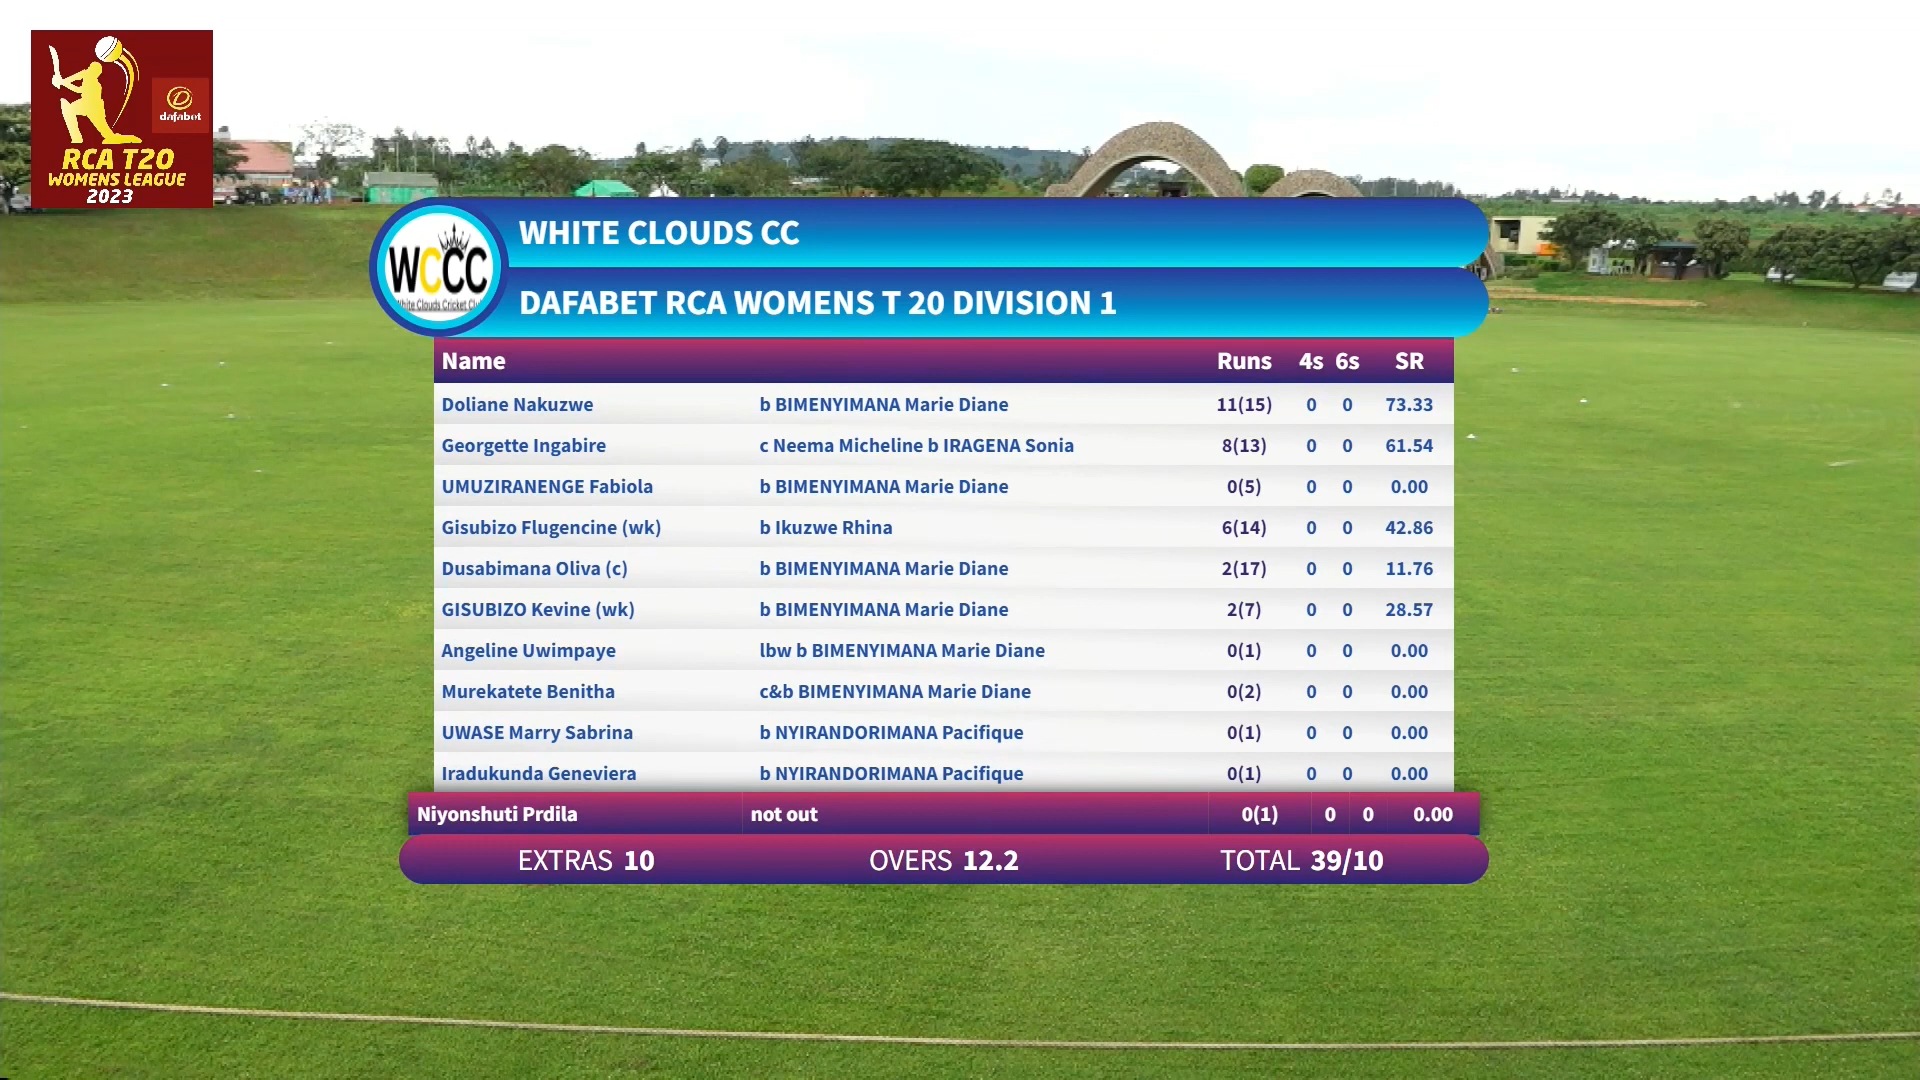 dafabet
RCA T20
WOMENS LEAGUE
2023
WCCC
White Clouds Cricket Clu
WHITE CLOUDS CC
DAFABET RCA WOMENS T 20 DIVISION 1
Name Runs 4s 6s SR
Doliane Nakuzwe b BIMENYIMANA Marie Diane 11(15) 0 0 73.33
Georgette Ingabire c Neema Micheline b IRAGENA Sonia 8(13) 0 0 61.54
UMUZIRANENGE Fabiola b BIMENYIMANA Marie Diane 0(5) 0 0 0.00
Gisubizo Flugencine (wk) b Ikuzwe Rhina 6(14) 0 0 42.86
Dusabimana Oliva (c) b BIMENYIMANA Marie Diane 2(17) 0 0 11.76
GISUBIZO Kevine (wk) b BIMENYIMANA Marie Diane 2(7) 0 0 28.57
Angeline Uwimpaye lbw b BIMENYIMANA Marie Diane 0(1) 0 0 0.00
Murekatete Benitha c&b BIMENYIMANA Marie Diane 0(2) 0 0 0.00
UWASE Marry Sabrina b NYIRANDORIMANA Pacifique 0(1) 0 0 0.00
Iradukunda Geneviera b NYIRANDORIMANA Pacifique 0(1) 0 0 0.00
Niyonshuti Prdila not out 0(1) 0 0 0.00
EXTRAS 10 OVERS 12.2 TOTAL 39/10